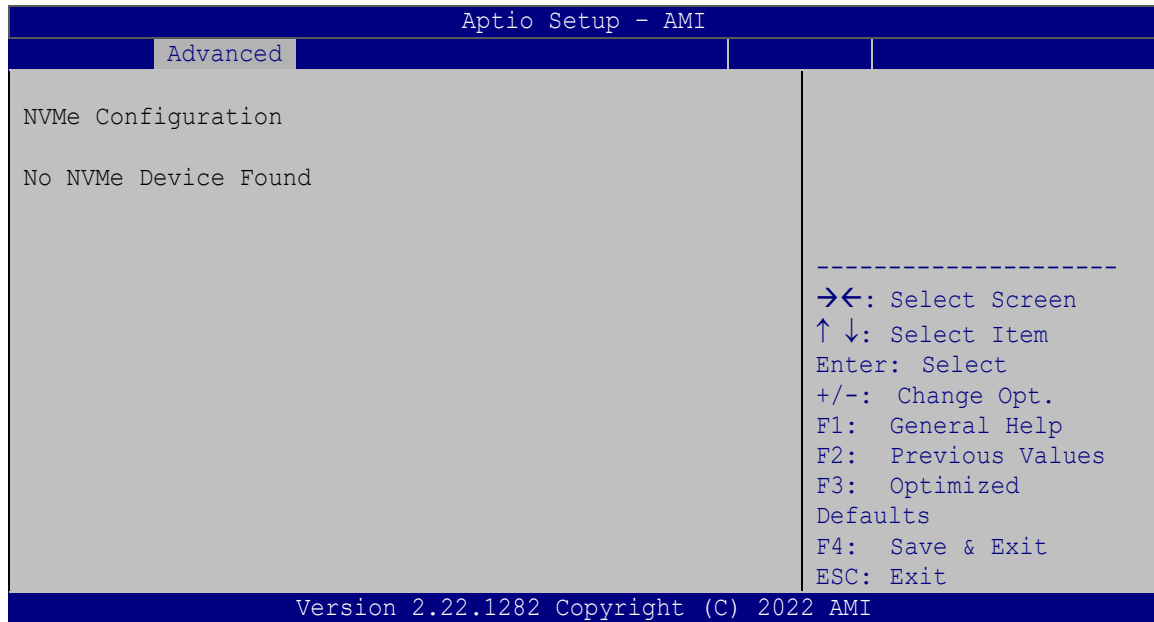 Aptio Setup – AMI
Advanced
NVMe Configuration
No NVMe Device Found
----------------------
→←: Select Screen
↑ ↓: Select Item
Enter: Select
+/-: Change Opt.
F1: General Help
F2: Previous Values
F3: Optimized
Defaults
F4: Save & Exit
ESC: Exit
Version 2.22.1282 Copyright (C) 2022 AMI